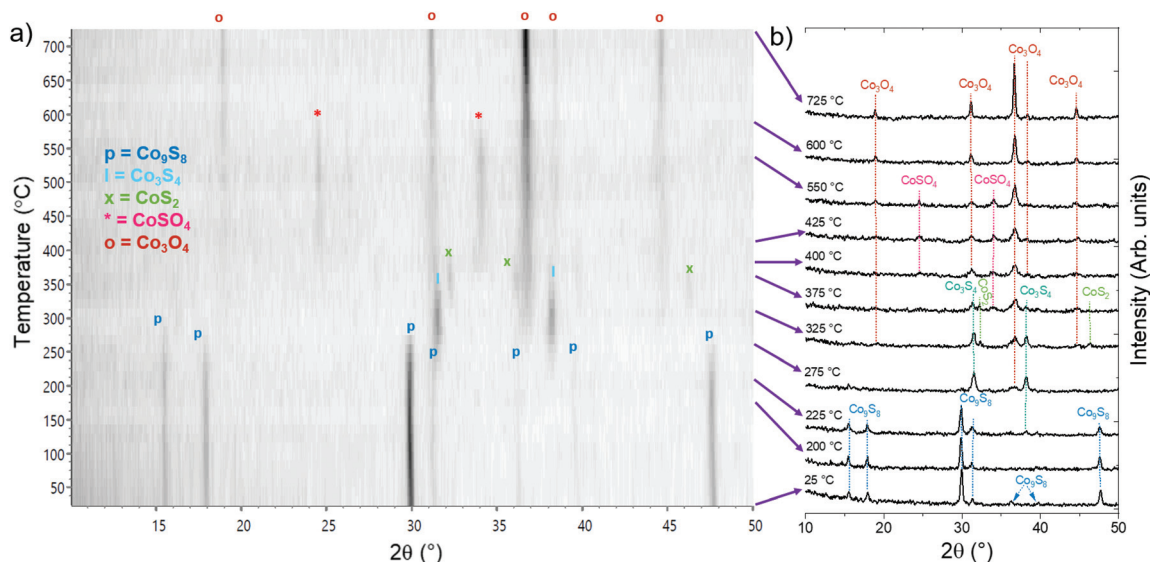 a)
o o o o o
Temperature (°C)
700
650
600
550
500
450
400
350
300
250
200
150
100
50
* *
p = Co₉S₈
l = Co₃S₄
x = CoS₂
* = CoSO₄
o = Co₃O₄
x x x
l l
p p p p p p p
15 20 25 30 35 40 45 50
2θ (°)
b)
Co₃O₄
Co₃O₄ Co₃O₄ Co₃O₄
725 °C
600 °C
CoSO₄ CoSO₄
550 °C
425 °C
400 °C
Co₃S₄ CoS₂ Co₃S₄ CoS₂
375 °C
325 °C
275 °C
Co₉S₈ Co₉S₈ Co₉S₈
225 °C
200 °C
Co₉S₈
25 °C
10 20 30 40 50
2θ (°)
Intensity (Arb. units)